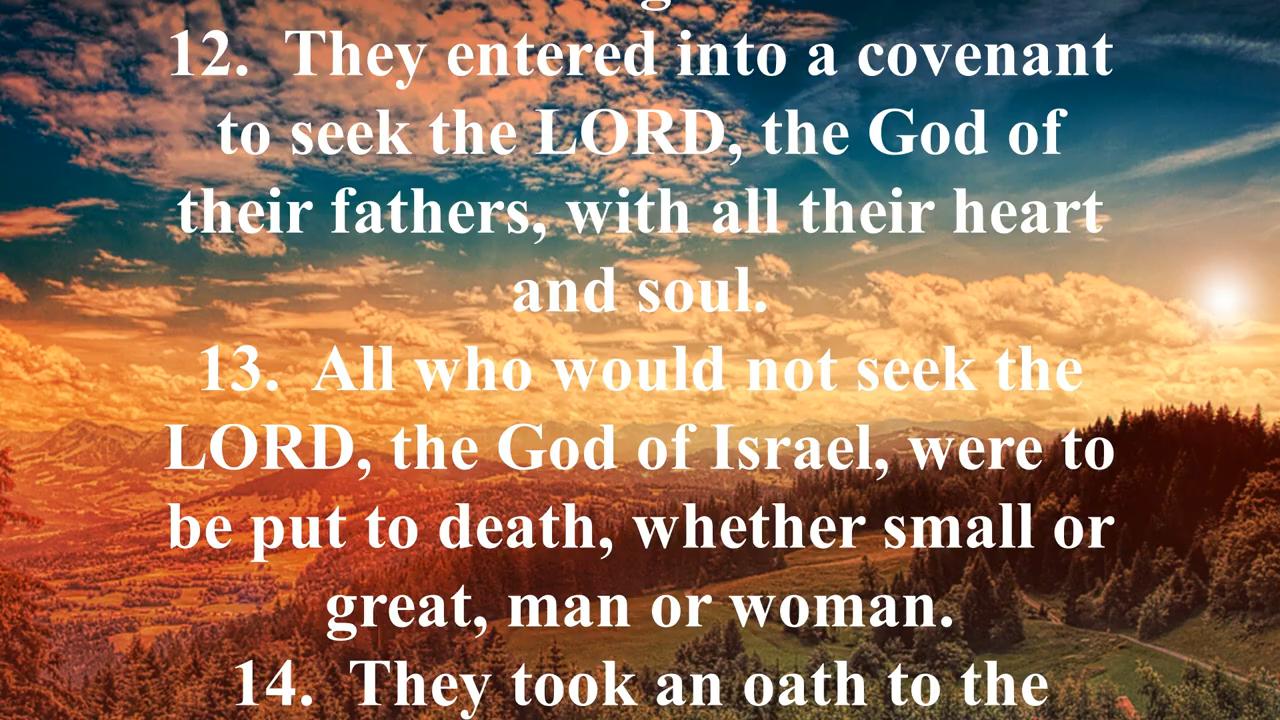 12. They entered into a covenant
to seek the LORD, the God of
their fathers, with all their heart
and soul.
13. All who would not seek the
LORD, the God of Israel, were to
be put to death, whether small or
great, man or woman.
14. They took an oath to the